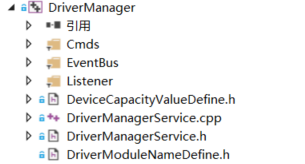 DriverManager
引用
Cmds
EventBus
Listener
DeviceCapacityValueDefine.h
DriverManagerService.cpp
DriverManagerService.h
DriverModuleNameDefine.h